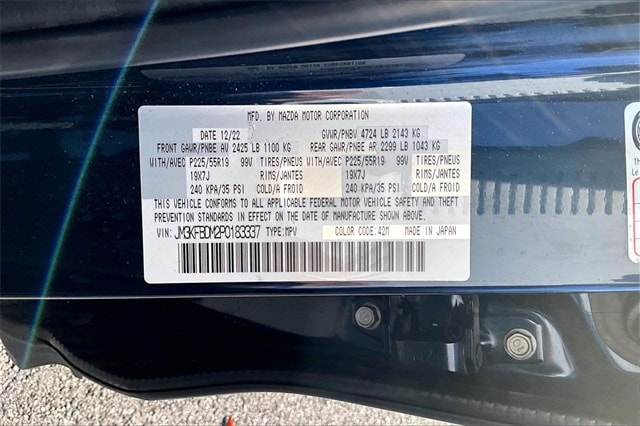 MFD. BY MAZDA MOTOR CORPORATION
DATE 12/22 GVWR/PNBV 4724 LB 2143 KG
FRONT GAWR/PNBE AV 2425 LB 1100 KG REAR GAWR/PNBE AR 2299 LB 1043 KG
WITH/AVEC P225/55R19 99V TIRES/PNEUS WITH/AVEC P225/55R19 99V TIRES/PNEUS
19X7J RIMS/JANTES 19X7J RIMS/JANTES
240 KPA/35 PSI COLD/A FROID 240 KPA/35 PSI COLD/A FROID
THIS VEHICLE CONFORMS TO ALL APPLICABLE FEDERAL MOTOR VEHICLE SAFETY AND THEFT
PREVENTION STANDARDS IN EFFECT ON THE DATE OF MANUFACTURE SHOWN ABOVE.
VIN: JM3KFBDM2P0183337 TYPE: MPV COLOR CODE: 42M MADE IN JAPAN